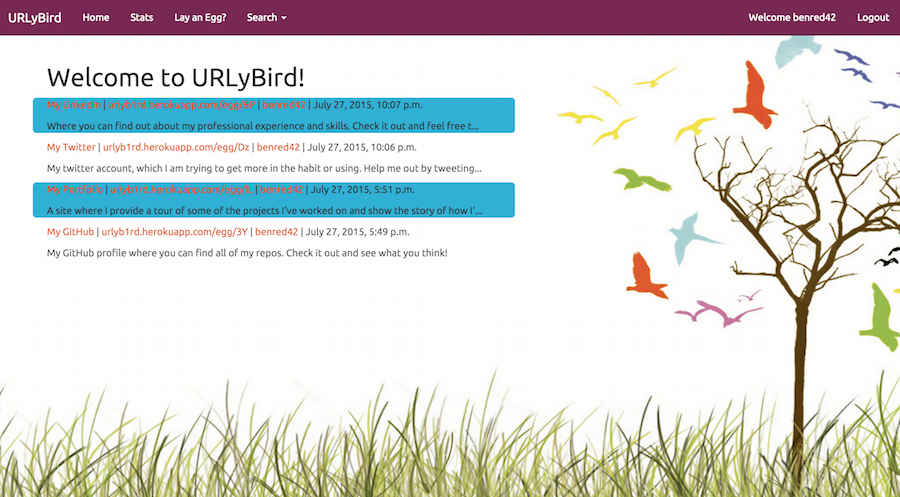 URLyBird Home Stats Lay an Egg? Search Welcome benred42 Logout
Welcome to URLyBird!
My LinkedIn | urlyb1rd.herokuapp.com/egg/BP | benred42 | July 27, 2015, 10:07 p.m.
Where you can find out about my professional experience and skills. Check it out and feel free t...
My Twitter | urlyb1rd.herokuapp.com/egg/Dz | benred42 | July 27, 2015, 10:06 p.m.
My twitter account, which I am trying to get more in the habit or using. Help me out by tweeting...
My Portfolio | | benred42 | July 27, 2015, 5:51 p.m.
A site where I provide a tour of some of the projects I've worked on and show the story of how I'...
My GitHub | urlyb1rd.herokuapp.com/egg/3Y | benred42 | July 27, 2015, 5:49 p.m.
My GitHub profile where you can find all of my repos. Check it out and see what you think!